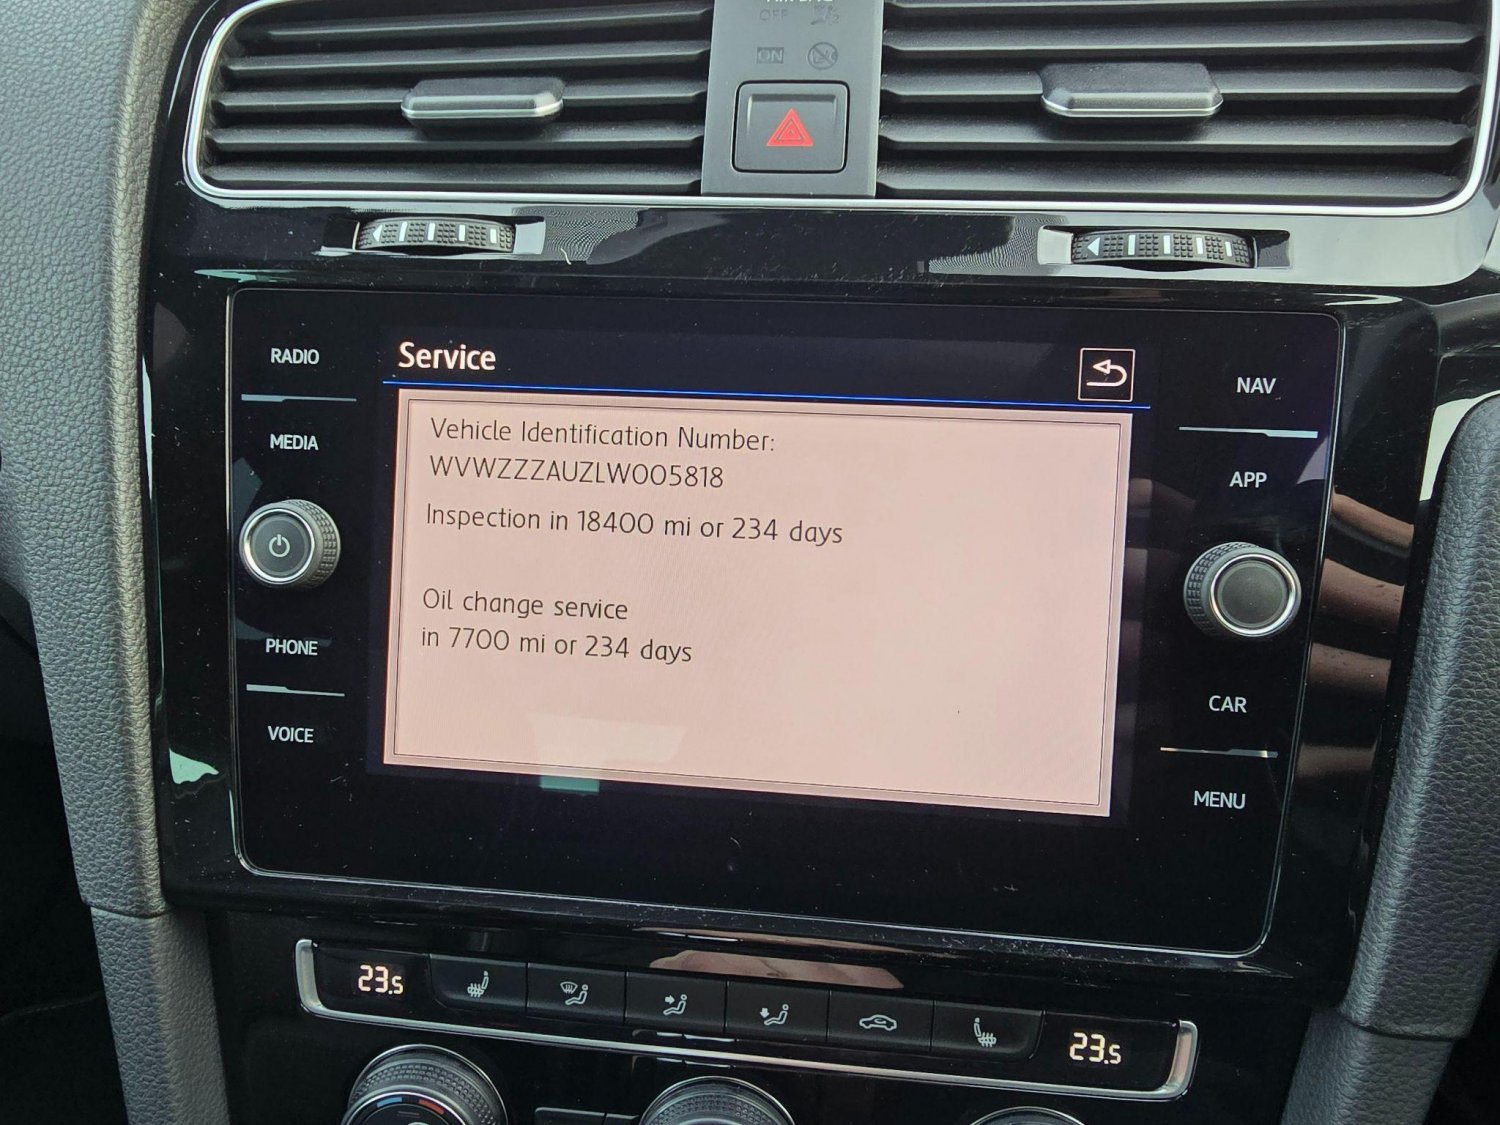 OFF
ON
RADIO
MEDIA
PHONE
VOICE
Service
Vehicle Identification Number:
WVWZZZAUZLW005818
Inspection in 18400 mi or 234 days
Oil change service
in 7700 mi or 234 days
NAV
APP
CAR
MENU
23.5
23.5